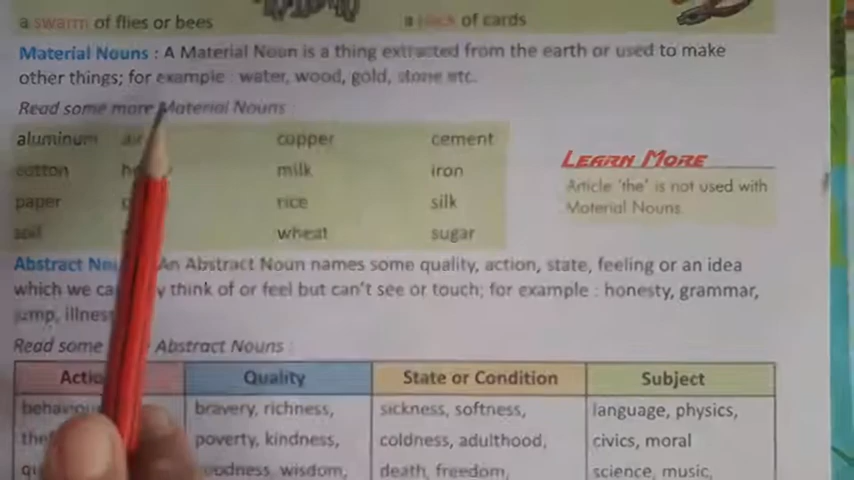 a swarm of flies or bees
a pack of cards
Material Nouns : A Material Noun is a thing extracted from the earth or used to make
other things; for example : water, wood, gold, stone etc.
Read some more Material Nouns
aluminum air copper cement
cotton milk iron
paper rice silk
soil wheat sugar
LEARN MORE
Article 'the' is not used with
Material Nouns.
Abstract An Abstract Noun names some quality, action, state, feeling or an idea
which we think of or feel but can't see or touch; for example : honesty, grammar,
jump, illness
Read some Abstract Nouns
Quality State or Condition Subject
bravery, richness, sickness, softness, language, physics,
poverty, kindness, coldness, adulthood, civics, moral
goodness, wisdom, death, freedom, science, music,